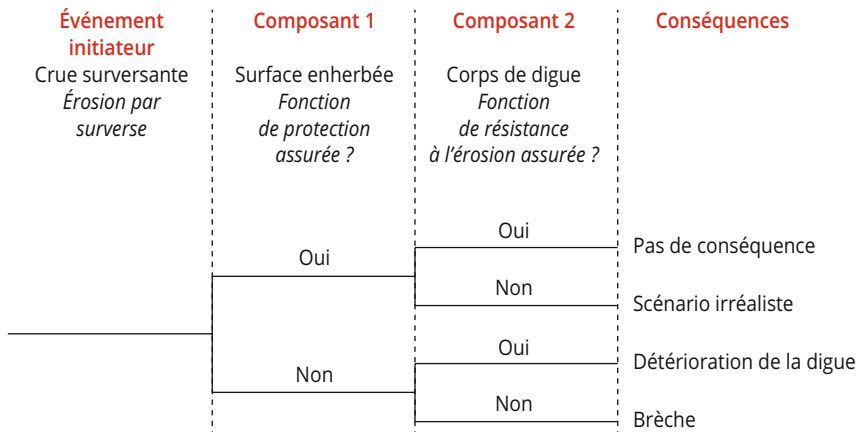 Événement
initiateur
Crue surversante
Érosion par
surverse
Composant 1
Surface enherbée
Fonction
de protection
assurée ?
Composant 2
Corps de digue
Fonction
de résistance
à l'érosion assurée ?
Conséquences
Oui
Oui
Pas de conséquence
Non
Scénario irréaliste
Non
Oui
Détérioration de la digue
Non
Brèche